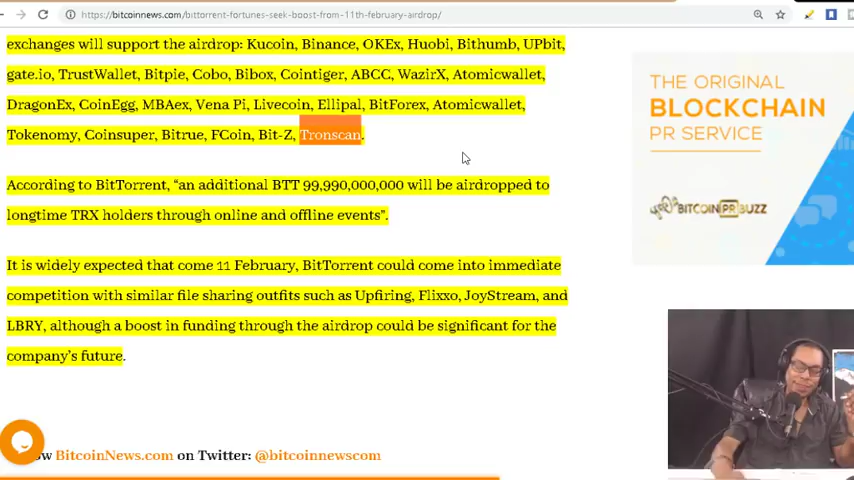 https://bitcoinnews.com/bittorrent-fortunes-seek-boost-from-11th-february-airdrop/
exchanges will support the airdrop: Kucoin, Binance, OKEx, Huobi, Bithumb, UPbit,
gate.io, TrustWallet, Bitpie, Cobo, Bibox, Cointiger, ABCC, WazirX, Atomicwallet,
DragonEx, CoinEgg, MBAex, Vena Pi, Livecoin, Ellipal, BitForex, Atomicwallet,
Tokenomy, Coinsuper, Bitrue, FCoin, Bit-Z, Tronscan.
According to BitTorrent, “an additional BTT 99,990,000,000 will be airdropped to
longtime TRX holders through online and offline events”.
It is widely expected that come 11 February, BitTorrent could come into immediate
competition with similar file sharing outfits such as Upfiring, Flixxo, JoyStream, and
LBRY, although a boost in funding through the airdrop could be significant for the
company’s future.
ow BitcoinNews.com on Twitter: @bitcoinnewscom
THE ORIGINAL
BLOCKCHAIN
PR SERVICE
BITCOIN PR BUZZ